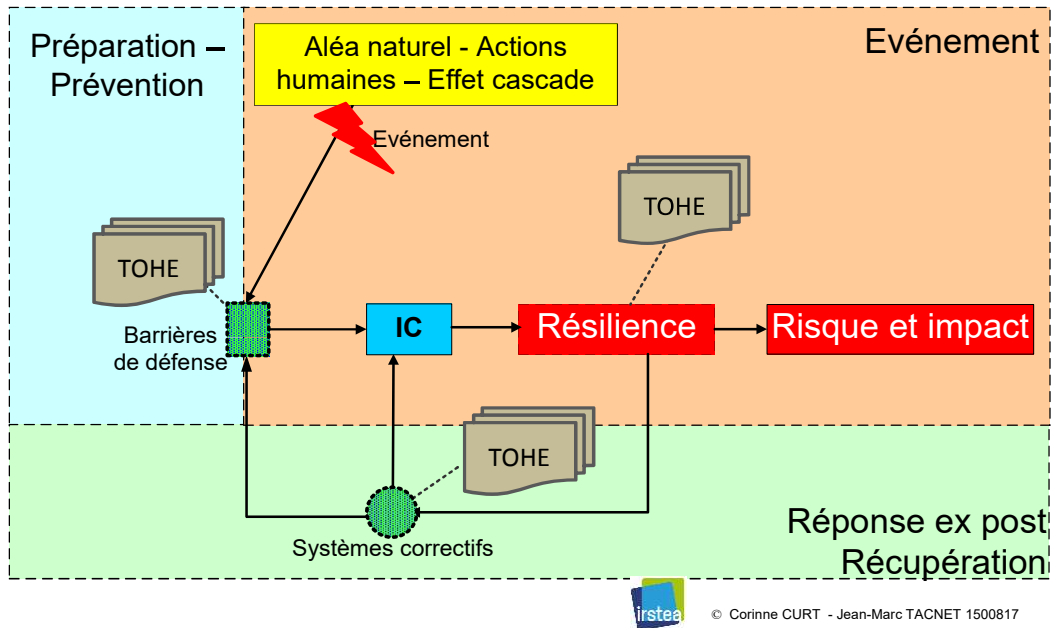 Préparation –
Prévention
Aléa naturel - Actions
humaines – Effet cascade
Evénement
Evénement
TOHE
TOHE
Barrières
de défense
IC
Résilience
Risque et impact
TOHE
Systèmes correctifs
Réponse ex post
Récupération
irstea
© Corinne CURT - Jean-Marc TACNET 1500817